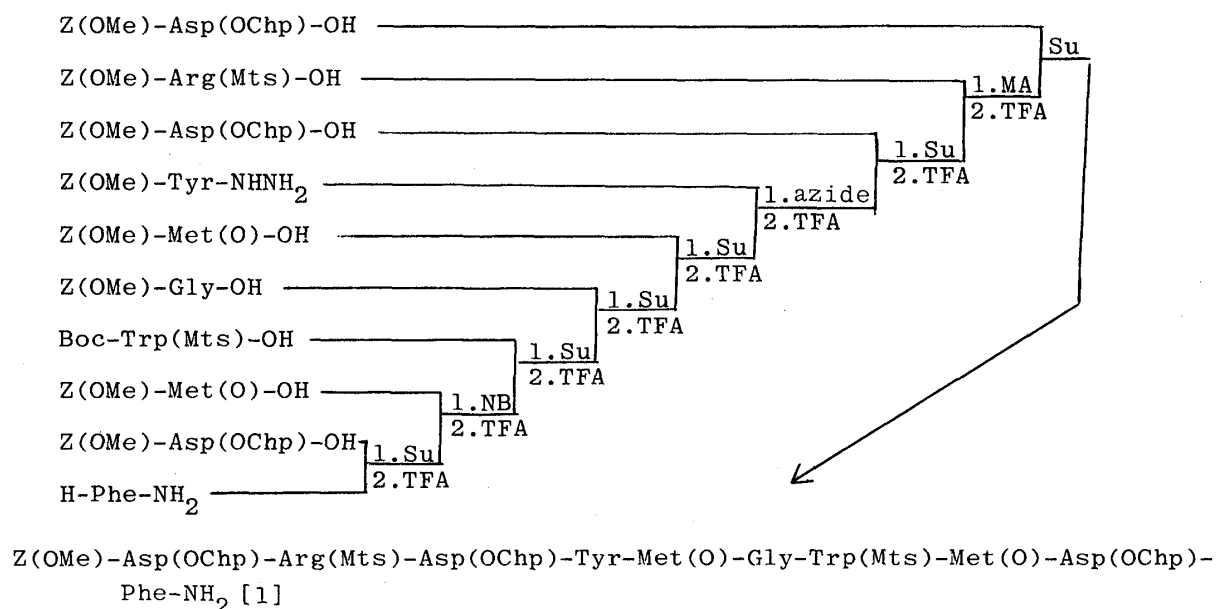 Z(OMe)-Asp(OChp)-OH
Su
Z(OMe)-Arg(Mts)-OH
1.MA
2.TFA
Z(OMe)-Asp(OChp)-OH
1.Su
2.TFA
Z(OMe)-Tyr-NHNH2
1.azide
2.TFA
Z(OMe)-Met(O)-OH
1.Su
2.TFA
Z(OMe)-Gly-OH
1.Su
2.TFA
Boc-Trp(Mts)-OH
1.Su
2.TFA
Z(OMe)-Met(O)-OH
1.NB
2.TFA
Z(OMe)-Asp(OChp)-OH
1.Su
2.TFA
H-Phe-NH2
Z(OMe)-Asp(OChp)-Arg(Mts)-Asp(OChp)-Tyr-Met(O)-Gly-Trp(Mts)-Met(O)-Asp(OChp)-
Phe-NH2 [1]